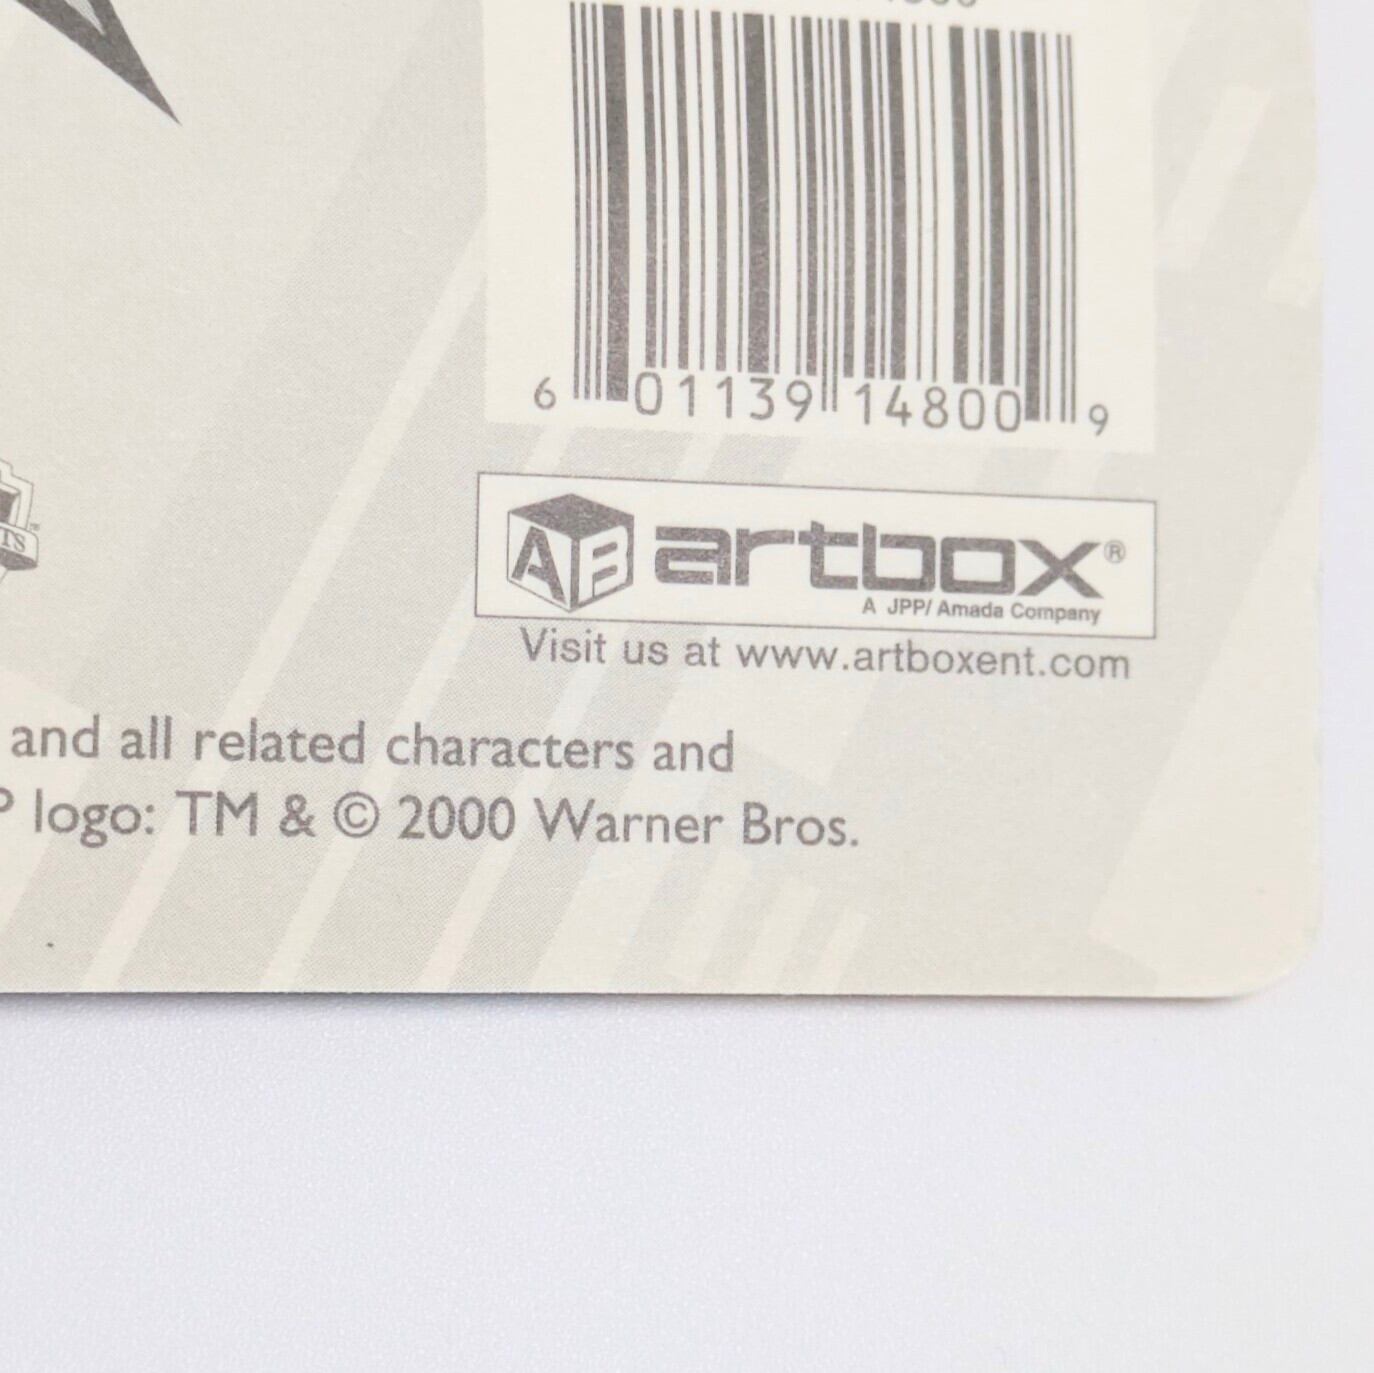 6 01139 14800 9
AB artbox®
A JPP/Amada Company
Visit us at www.artboxent.com
and all related characters and
logo: TM & © 2000 Warner Bros.